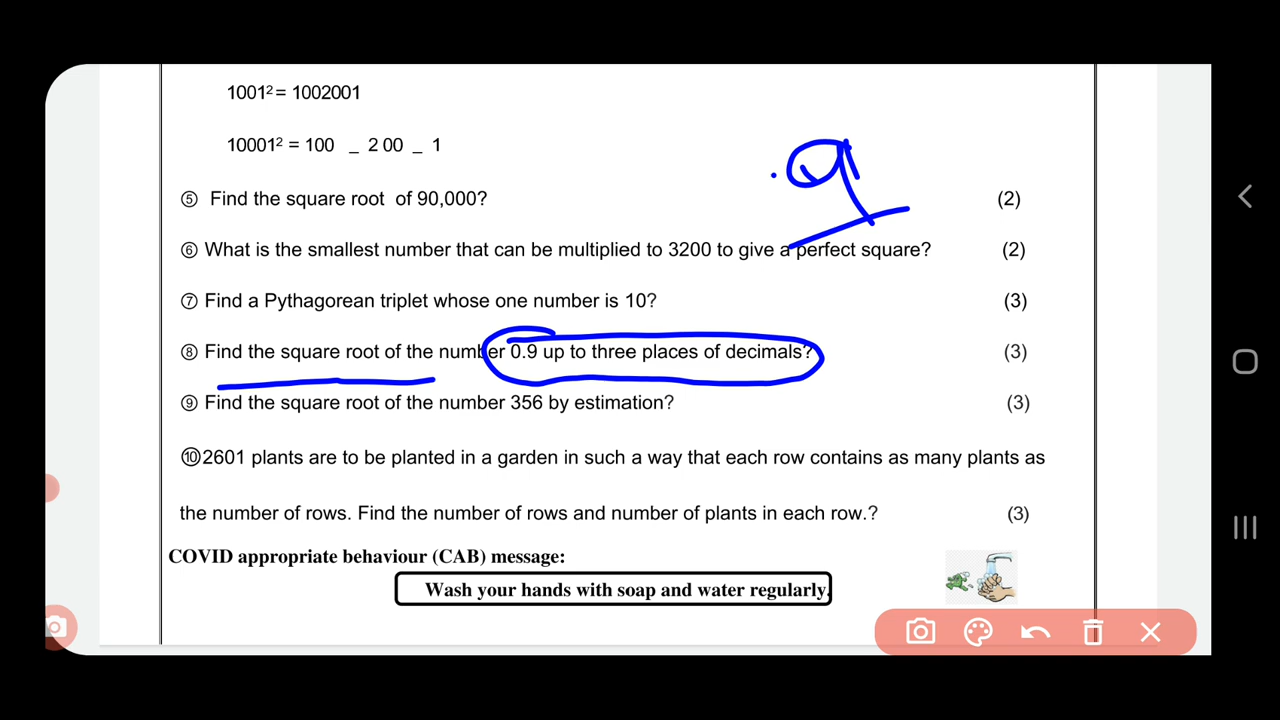 1001² = 1002001
10001² = 100 _ 2 00 _ 1
.9
⑤ Find the square root of 90,000? (2)
⑥ What is the smallest number that can be multiplied to 3200 to give a perfect square? (2)
⑦ Find a Pythagorean triplet whose one number is 10? (3)
⑧ Find the square root of the number 0.9 up to three places of decimals? (3)
⑨ Find the square root of the number 356 by estimation? (3)
⑩ 2601 plants are to be planted in a garden in such a way that each row contains as many plants as
the number of rows. Find the number of rows and number of plants in each row.? (3)
COVID appropriate behaviour (CAB) message:
Wash your hands with soap and water regularly.